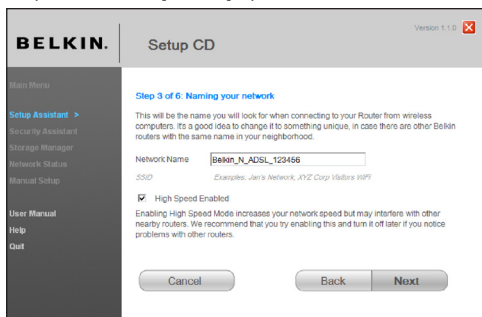 Version 1.1.0
BELKIN.
Setup CD
Main Menu
Setup Assistant >
Security Assistant
Storage Manager
Network Status
Manual Setup
User Manual
Help
Quit
Step 3 of 6: Naming your network
This will be the name you will look for when connecting to your Router from wireless
computers. It's a good idea to change it to something unique, in case there are other Belkin
routers with the same name in your neighborhood.
Network Name
Belkin_N_ADSL_123456
SSID
Examples: Jan's Network, XYZ Corp Visitors WiFi
High Speed Enabled
Enabling High Speed Mode increases your network speed but may interfere with other
nearby routers. We recommend that you try enabling this and turn it off later if you notice
problems with other routers.
Cancel
Back
Next